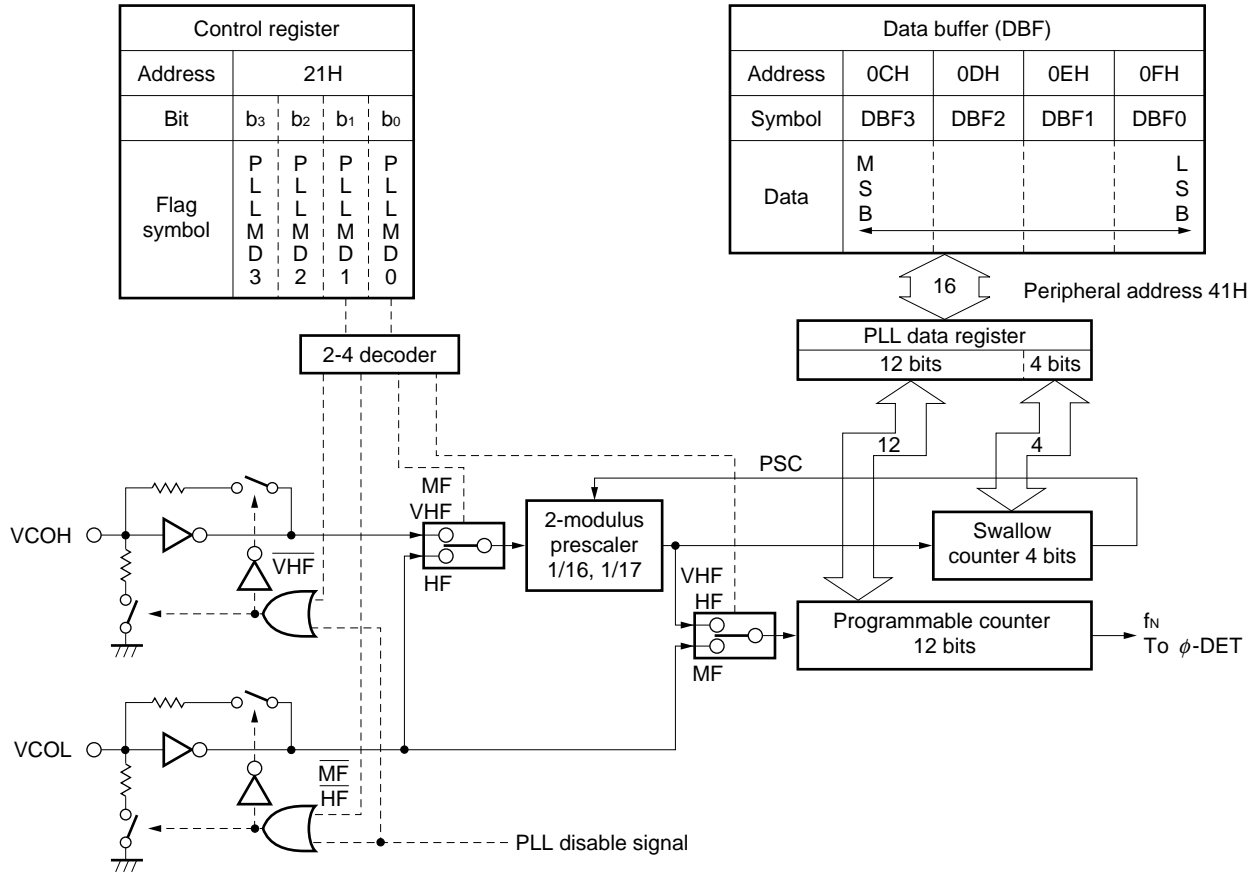 Control register
Address 21H
Bit b3 b2 b1 b0
Flag symbol PLLMD3 PLLMD2 PLLMD1 PLLMD0
Data buffer (DBF)
Address 0CH 0DH 0EH 0FH
Symbol DBF3 DBF2 DBF1 DBF0
Data MSB LSB
16
Peripheral address 41H
2-4 decoder
PLL data register
12 bits 4 bits
12
4
PSC
VCOH
VHF
MF
VHF
HF
2-modulus
prescaler
1/16, 1/17
Swallow
counter 4 bits
VHF
HF
MF
Programmable counter
12 bits
fN
To ϕ-DET
VCOL
MF
HF
PLL disable signal